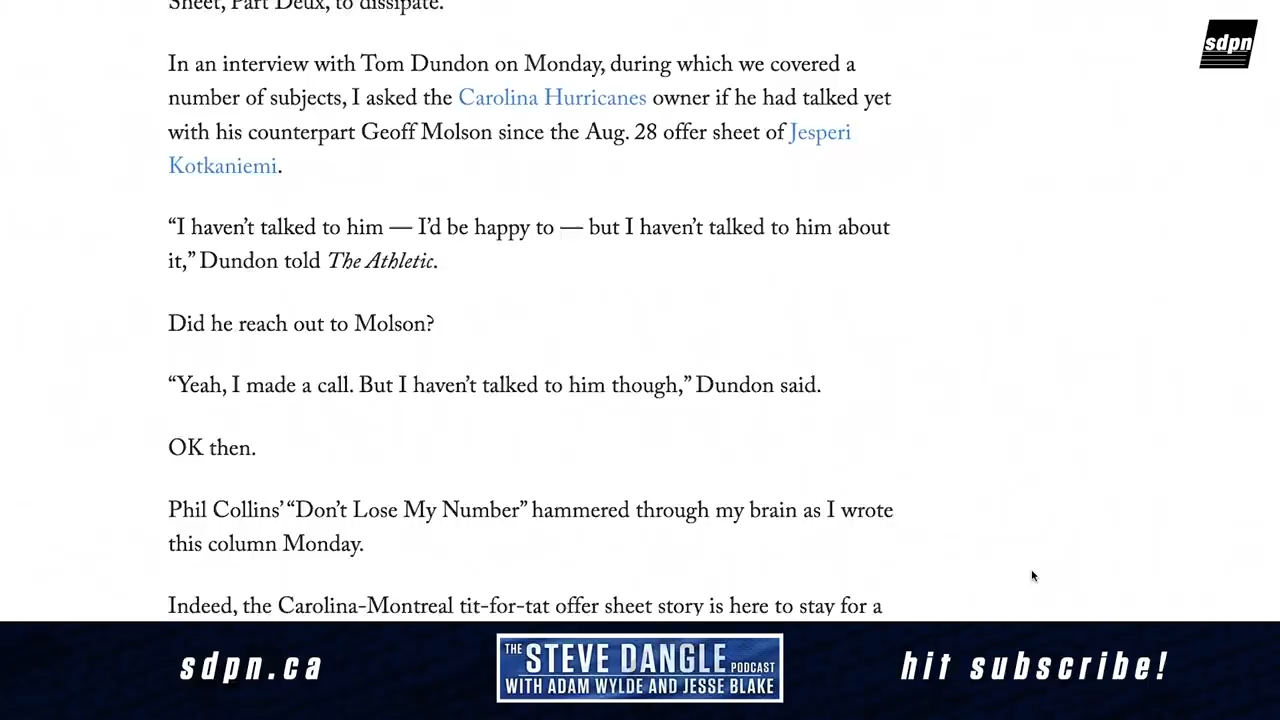 Sheet, Part Deux, to dissipate.
sdpn
In an interview with Tom Dundon on Monday, during which we covered a
number of subjects, I asked the Carolina Hurricanes owner if he had talked yet
with his counterpart Geoff Molson since the Aug. 28 offer sheet of Jesperi
Kotkaniemi.
“I haven’t talked to him — I’d be happy to — but I haven’t talked to him about
it,” Dundon told The Athletic.
Did he reach out to Molson?
“Yeah, I made a call. But I haven’t talked to him though,” Dundon said.
OK then.
Phil Collins’ “Don’t Lose My Number” hammered through my brain as I wrote
this column Monday.
Indeed, the Carolina-Montreal tit-for-tat offer sheet story is here to stay for a
sdpn.ca
THE STEVE DANGLE PODCAST
WITH ADAM WYLDE AND JESSE BLAKE
hit subscribe!